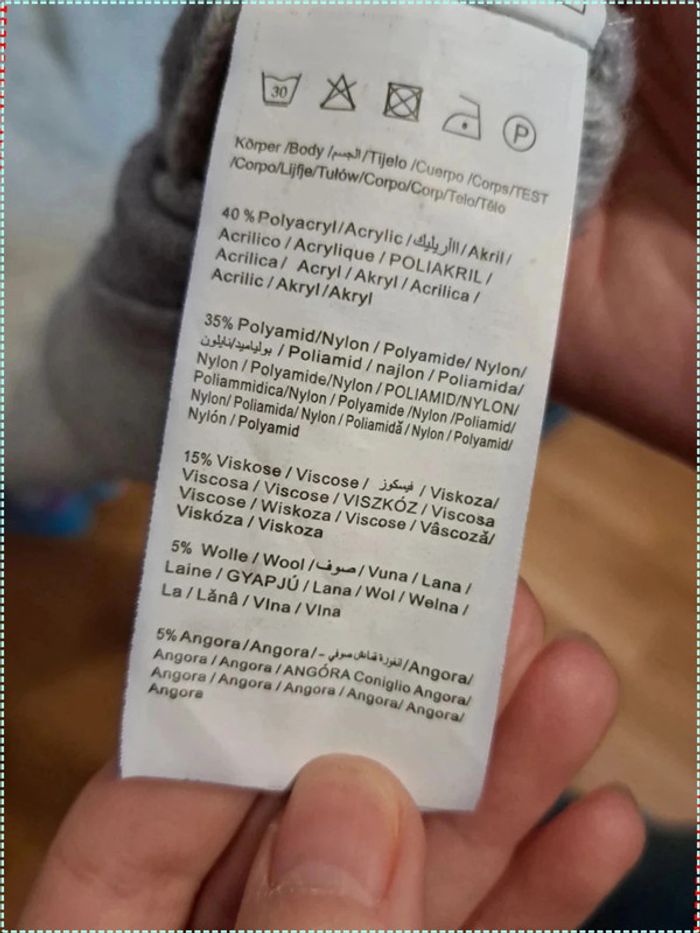 30
P
Körper /Body /الجسم/Tijelo /Cuerpo /Corps/TEST
/Corpo/Lijfje/Tułów/Corpo/Corp/Telo/Tělo
40 % Polyacryl/Acrylic /الأريليك/ Akril/
Acrilico / Acrylique / POLIAKRIL /
Acrilica / Acryl / Akryl / Acrilica /
Acrilic / Akryl /Akryl
35% Polyamid/Nylon / Polyamide/ Nylon/
بولياميد/نايلون / Poliamid / najlon / Poliamida/
Nylon / Polyamide/Nylon / POLIAMID/NYLON/
Poliammidica/Nylon / Polyamide /Nylon /Poliamid/
Nylon/ Poliamida/ Nylon / Poliamidă / Nylon / Polyamid/
Nylón / Polyamid
15% Viskose / Viscose / فيسكوز / Viskoza/
Viscosa / Viscose / VISZKÓZ / Viscosa
Viscose / Wiskoza / Viscose / Vâscoză/
Viskóza / Viskoza
5% Wolle / Wool /صوف/ Vuna / Lana /
Laine / GYAPJÚ / Lana / Wol / Wełna /
La / Lână / Vlna / Vlna
5% Angora/Angora/- /Angora/
Angora / Angora / ANGÓRA Coniglio Angora/
Angora / Angora / Angora / Angora/ Angora/
Angora